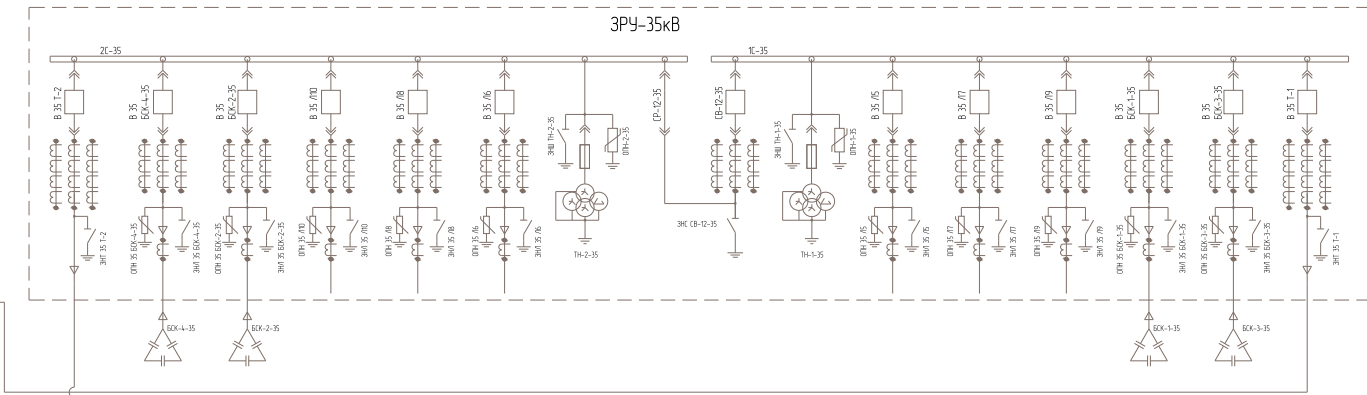 ЗРУ-35кВ
2С-35
1С-35
В 35 Т-2
В 35
БСК-4-35
В 35
БСК-2-35
В 35 Л10
В 35 Л8
В 35 Л6
ЗНШ ТН-2-35
ОПН-2-35
СР-12-35
СВ-12-35
ЗНШ ТН-1-35
ОПН-1-35
В 35 Л5
В 35 Л7
В 35 Л9
В 35
БСК-1-35
В 35
БСК-3-35
В 35 Т-1
ЗНТ 35 Т-2
ОПН 35 БСК-4-35
ЗНЛ 35 БСК-4-35
ОПН 35 БСК-2-35
ЗНЛ 35 БСК-2-35
ОПН 35 Л10
ЗНЛ 35 Л10
ОПН 35 Л8
ЗНЛ 35 Л8
ОПН 35 Л6
ЗНЛ 35 Л6
ТН-2-35
ЗНС СВ-12-35
ТН-1-35
ОПН 35 Л5
ЗНЛ 35 Л5
ОПН 35 Л7
ЗНЛ 35 Л7
ОПН 35 Л9
ЗНЛ 35 Л9
ОПН 35 БСК-1-35
ЗНЛ 35 БСК-1-35
ОПН 35 БСК-3-35
ЗНЛ 35 БСК-3-35
ЗНТ 35 Т-1
БСК-4-35
БСК-2-35
БСК-1-35
БСК-3-35